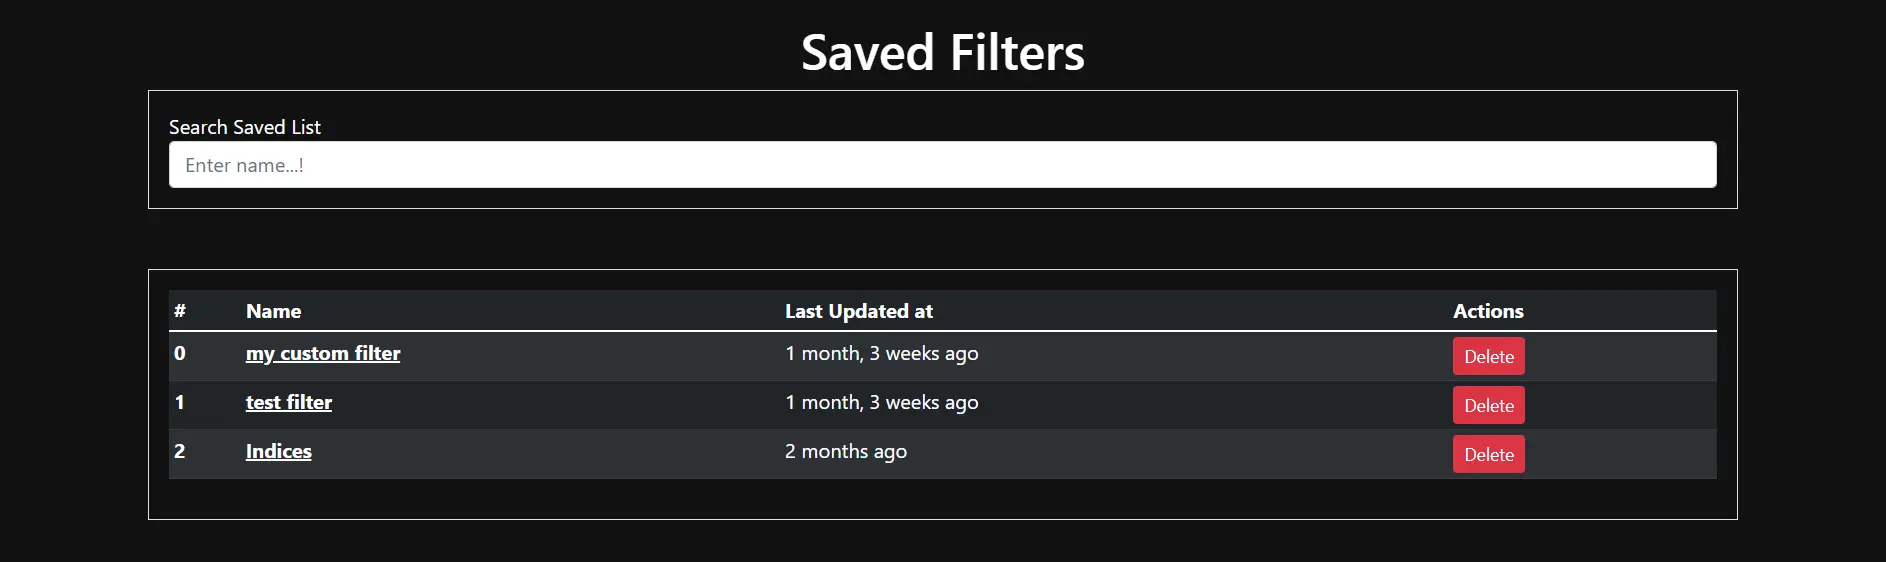 Saved Filters
Search Saved List
Enter name...!
# Name Last Updated at Actions
0 my custom filter 1 month, 3 weeks ago Delete
1 test filter 1 month, 3 weeks ago Delete
2 Indices 2 months ago Delete